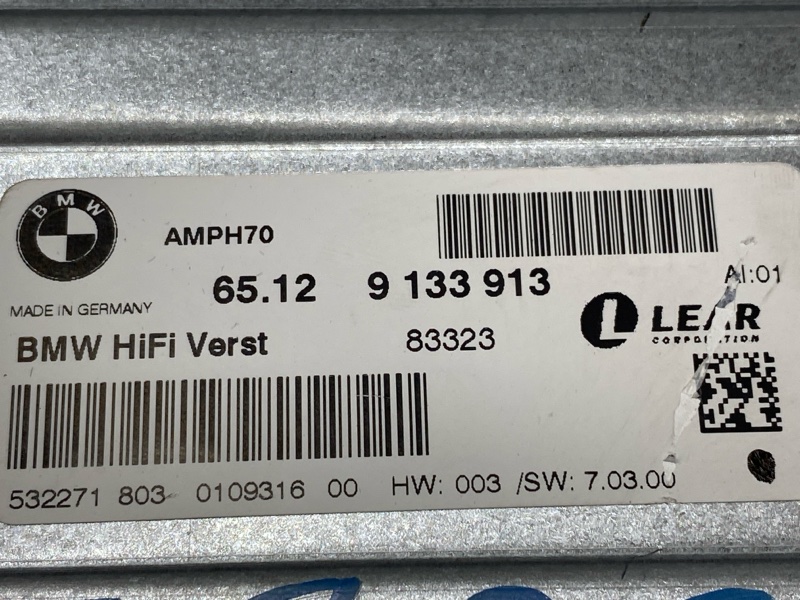 BMW
AMPH70
65.12 9 133 913
AI:01
MADE IN GERMANY
LEAR
CORPORATION
BMW HiFi Verst 83323
532271 803 0109316 00 HW: 003 /SW: 7.03.00